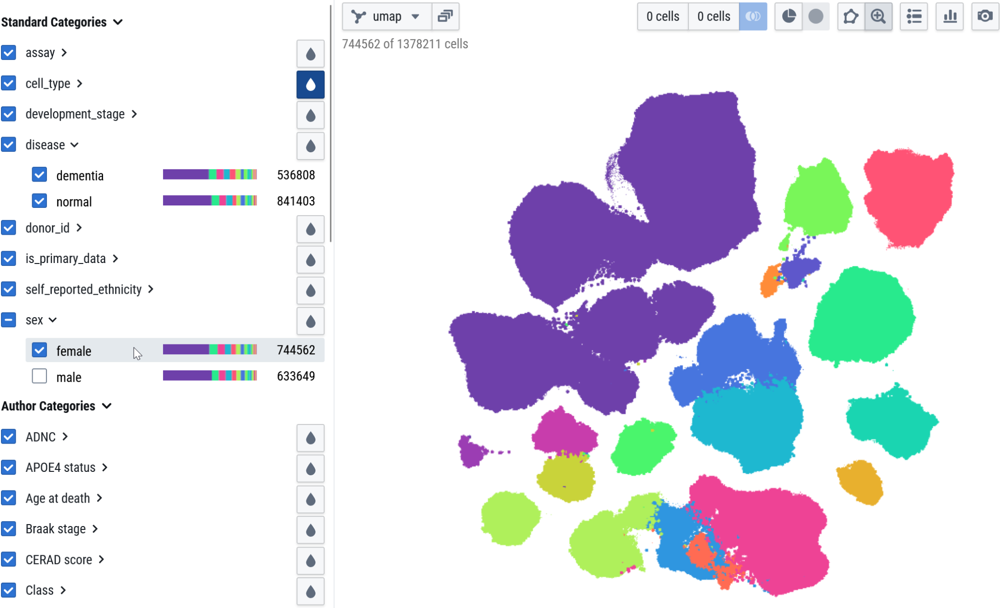 Standard Categories
umap
0 cells
0 cells
744562 of 1378211 cells
assay
cell_type
development_stage
disease
dementia 536808
normal 841403
donor_id
is_primary_data
self_reported_ethnicity
sex
female 744562
male 633649
Author Categories
ADNC
APOE4 status
Age at death
Braak stage
CERAD score
Class